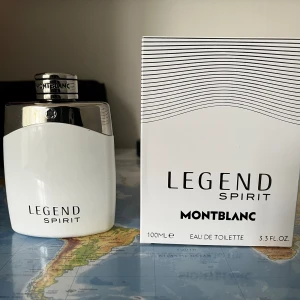 MONTBLANC
LEGEND
SPIRIT
LEGEND
SPIRIT
MONTBLANC
100ML ℮ EAU DE TOILETTE 3.3 FL.OZ.